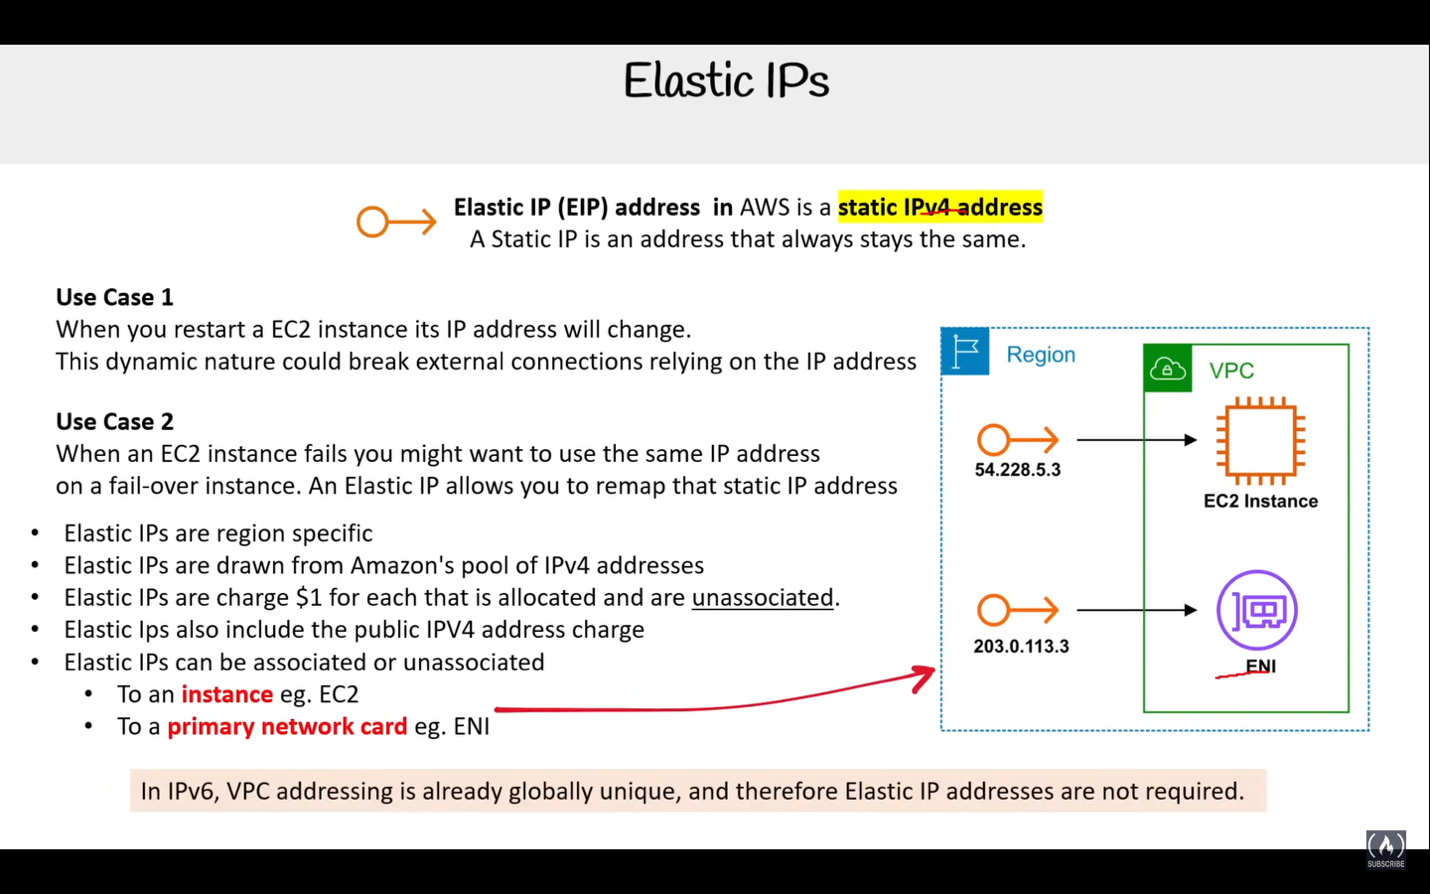 Elastic IPs
Elastic IP (EIP) address in AWS is a static IPv4 address
A Static IP is an address that always stays the same.
Use Case 1
When you restart a EC2 instance its IP address will change.
This dynamic nature could break external connections relying on the IP address
Use Case 2
When an EC2 instance fails you might want to use the same IP address
on a fail-over instance. An Elastic IP allows you to remap that static IP address
• Elastic IPs are region specific
• Elastic IPs are drawn from Amazon's pool of IPv4 addresses
• Elastic IPs are charge $1 for each that is allocated and are unassociated.
• Elastic Ips also include the public IPV4 address charge
• Elastic IPs can be associated or unassociated
• To an instance eg. EC2
• To a primary network card eg. ENI
Region
VPC
54.228.5.3
EC2 Instance
203.0.113.3
ENI
In IPv6, VPC addressing is already globally unique, and therefore Elastic IP addresses are not required.
SUBSCRIBE